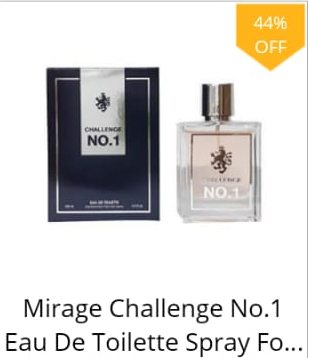 44%
OFF
CHALLENGE
NO.1
EAU DE TOILETTE
CHALLENGE
NO.1
Mirage Challenge No.1
Eau De Toilette Spray Fo...